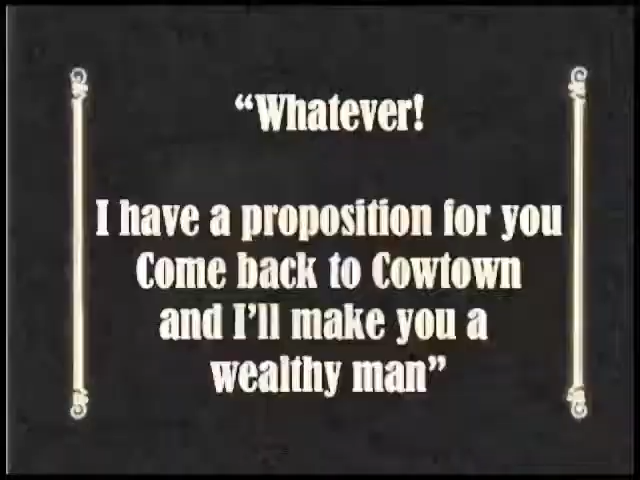 “Whatever!
I have a proposition for you
Come back to Cowtown
and I’ll make you a
wealthy man”